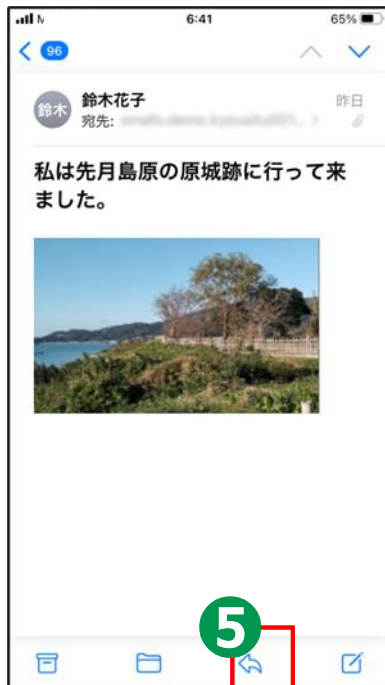 6:41
65%
96
鈴木
鈴木花子
昨日
宛先:
私は先月島原の原城跡に行って来
ました。
5